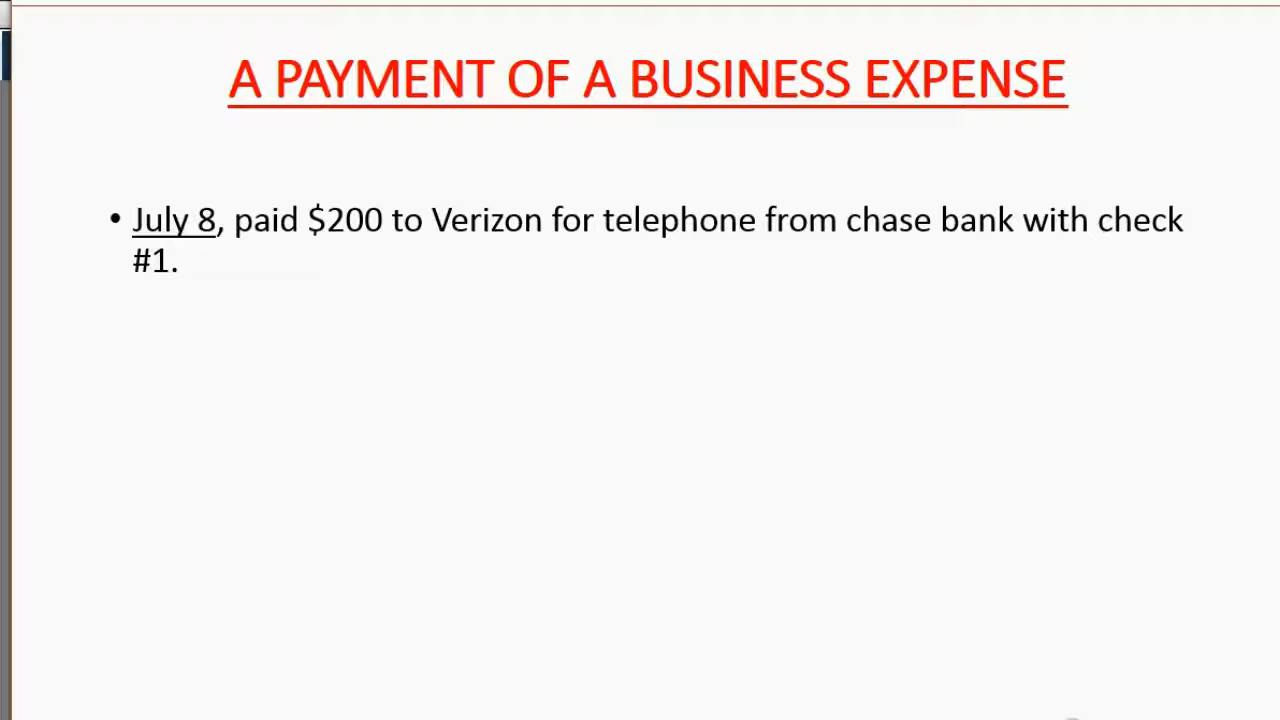 A PAYMENT OF A BUSINESS EXPENSE
• July 8, paid $200 to Verizon for telephone from chase bank with check
#1.